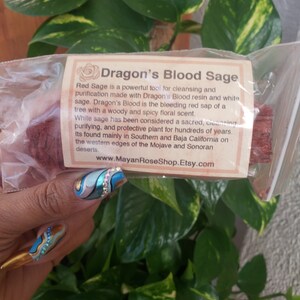 Dragon's Blood Sage
Red Sage is a powerful tool for cleansing and
purification made with Dragon's Blood resin and white
sage. Dragon's Blood is the bleeding red sap of a
tree with a woody and spicy floral scent.
White sage has been considered a sacred, cleansing,
purifying, and protective plant for hundreds of years
Its found mainly in Southern and Baja California on
the western edges of the Mojave and Sonoran
deserts.
www.MayanRoseShop.Etsy.com